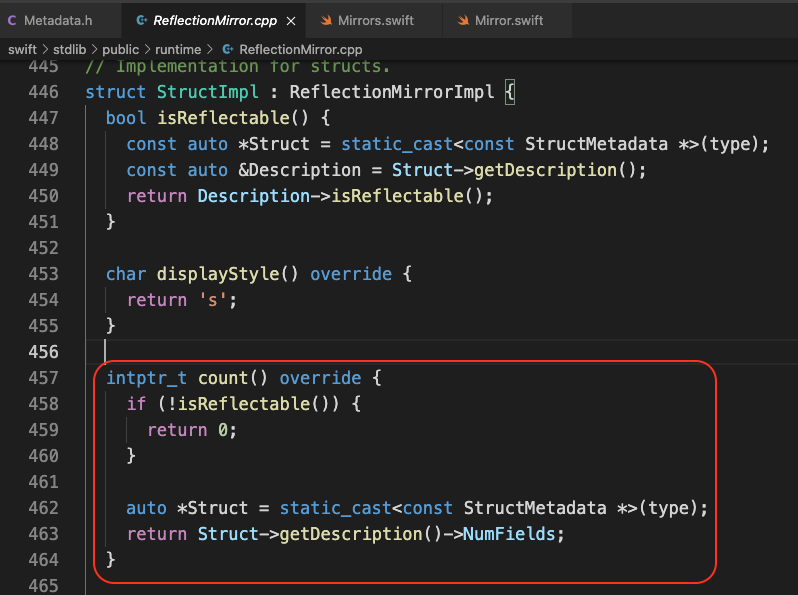 Metadata.h ReflectionMirror.cpp Mirrors.swift Mirror.swift
swift > stdlib > public > runtime > ReflectionMirror.cpp
445 // Implementation for structs.
446 struct StructImpl : ReflectionMirrorImpl {
447 bool isReflectable() {
448 const auto *Struct = static_cast<const StructMetadata *>(type);
449 const auto &Description = Struct->getDescription();
450 return Description->isReflectable();
451 }
452
453 char displayStyle() override {
454 return 's';
455 }
456
457 intptr_t count() override {
458 if (!isReflectable()) {
459 return 0;
460 }
461
462 auto *Struct = static_cast<const StructMetadata *>(type);
463 return Struct->getDescription()->NumFields;
464 }
465